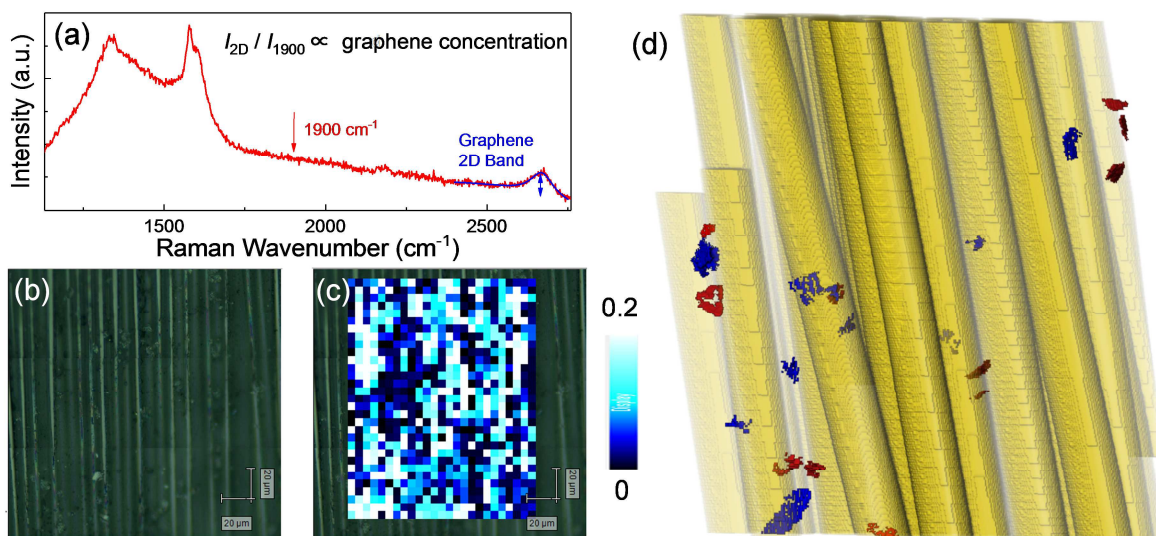 (a)
I2D / I1900 ∝ graphene concentration
1900 cm-1
Graphene
2D Band
Intensity (a.u.)
1500
2000
2500
Raman Wavenumber (cm-1)
(b)
20 µm
20 µm
(c)
20 µm
20 µm
0.2
Display
0
(d)